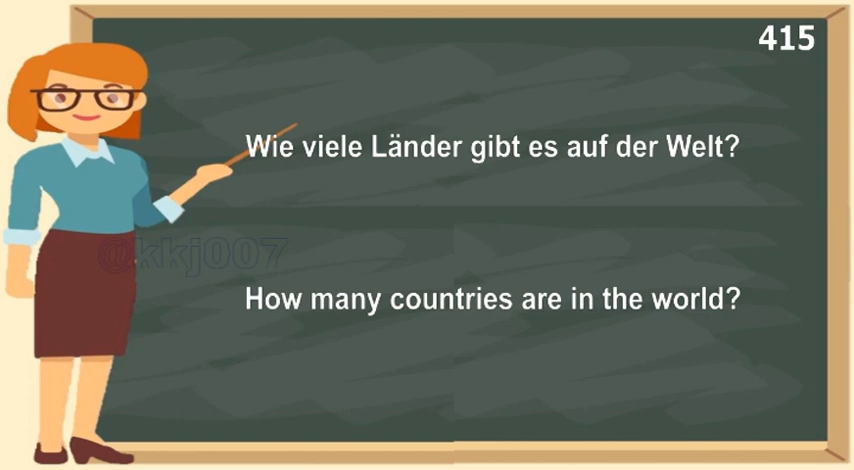 415
Wie viele Länder gibt es auf der Welt?
@kkj007
How many countries are in the world?